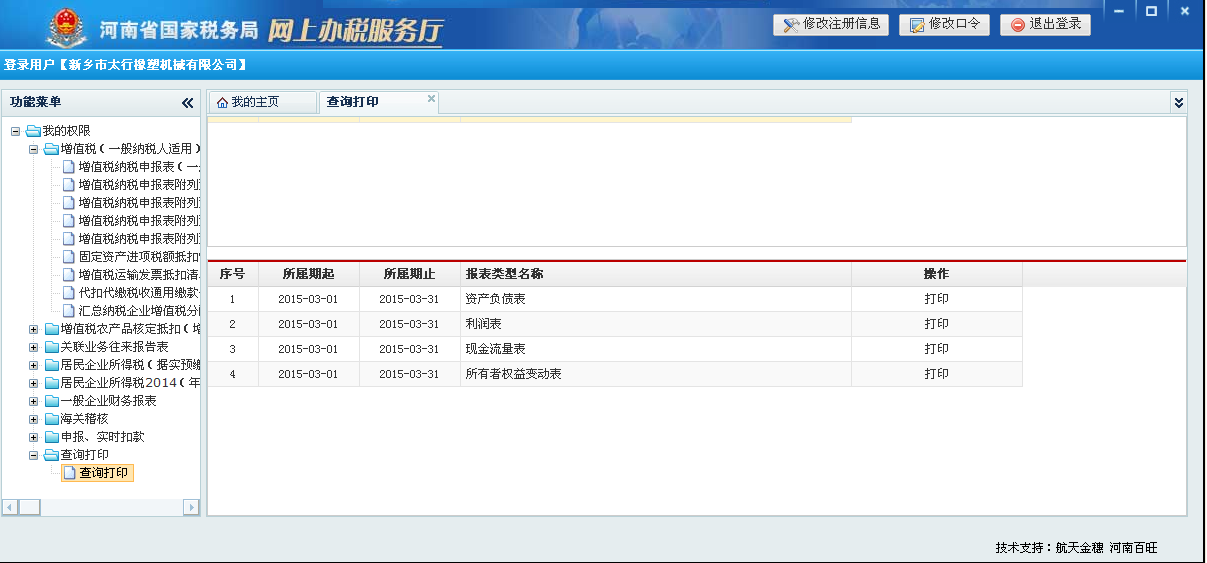 河南省国家税务局 网上办税服务厅
修改注册信息 修改口令 退出登录
登录用户【新乡市太行橡塑机械有限公司】
功能菜单
我的主页 查询打印
我的权限
增值税（一般纳税人适用）
增值税纳税申报表（一
增值税纳税申报表附列
增值税纳税申报表附列
增值税纳税申报表附列
增值税纳税申报表附列
固定资产进项税额抵扣
增值税运输发票抵扣清
代扣代缴税收通用缴款
汇总纳税企业增值税分
增值税农产品核定抵扣（增
关联业务往来报告表
居民企业所得税（据实预缴
居民企业所得税2014（年
一般企业财务报表
海关稽核
申报、实时扣款
查询打印
查询打印
序号 所属期起 所属期止 报表类型名称 操作
1 2015-03-01 2015-03-31 资产负债表 打印
2 2015-03-01 2015-03-31 利润表 打印
3 2015-03-01 2015-03-31 现金流量表 打印
4 2015-03-01 2015-03-31 所有者权益变动表 打印
技术支持：航天金穗 河南百旺